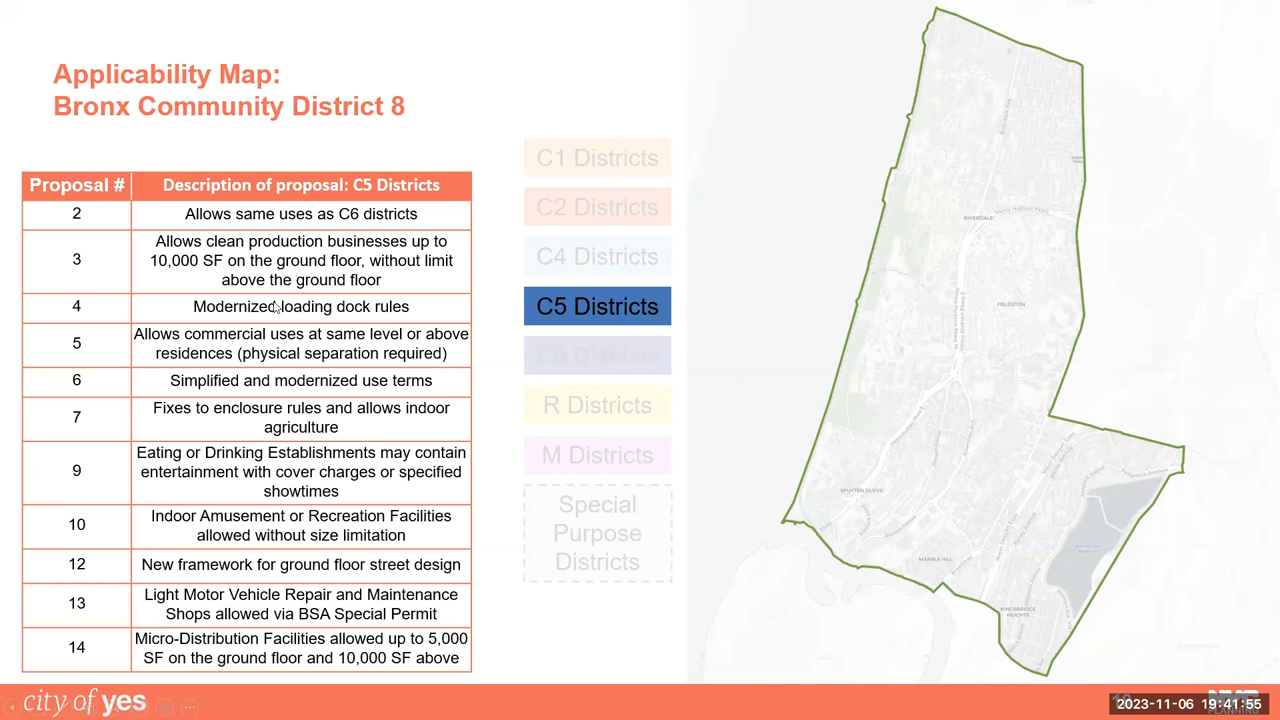 Applicability Map:
Bronx Community District 8
Proposal #
Description of proposal: C5 Districts
2
Allows same uses as C6 districts
3
Allows clean production businesses up to
10,000 SF on the ground floor, without limit
above the ground floor
4
Modernized loading dock rules
5
Allows commercial uses at same level or above
residences (physical separation required)
6
Simplified and modernized use terms
7
Fixes to enclosure rules and allows indoor
agriculture
9
Eating or Drinking Establishments may contain
entertainment with cover charges or specified
showtimes
10
Indoor Amusement or Recreation Facilities
allowed without size limitation
12
New framework for ground floor street design
13
Light Motor Vehicle Repair and Maintenance
Shops allowed via BSA Special Permit
14
Micro-Distribution Facilities allowed up to 5,000
SF on the ground floor and 10,000 SF above
C1 Districts
C2 Districts
C4 Districts
C5 Districts
R Districts
M Districts
Special
Purpose
Districts
RIVERDALE
FIELDSTON
SPUYTEN DUYVIL
MARBLE HILL
KINGSBRIDGE
HEIGHTS
city of yes
2023-11-06 19:41:55